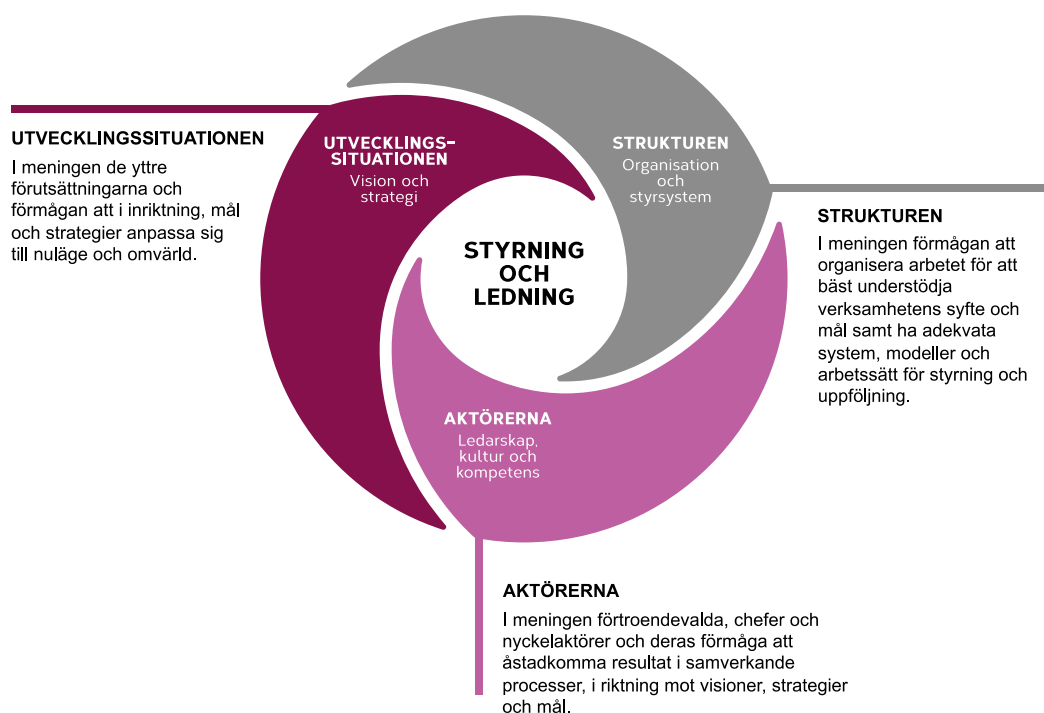 UTVECKLINGSSITUATIONEN
I meningen de yttre
förutsättningarna och
förmågan att i inriktning, mål
och strategier anpassa sig
till nuläge och omvärld.
UTVECKLINGS-
SITUATIONEN
Vision och
strategi
STRUKTUREN
Organisation
och
styrsystem
STYRNING
OCH
LEDNING
STRUKTUREN
I meningen förmågan att
organisera arbetet för att
bäst understödja
verksamhetens syfte och
mål samt ha adekvata
system, modeller och
arbetssätt för styrning och
uppföljning.
AKTÖRERNA
Ledarskap,
kultur och
kompetens
AKTÖRERNA
I meningen förtroendevalda, chefer och
nyckelaktörer och deras förmåga att
åstadkomma resultat i samverkande
processer, i riktning mot visioner, strategier
och mål.